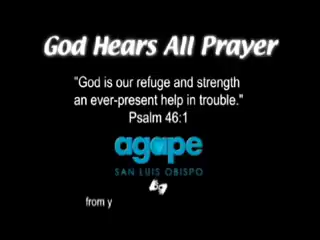 God Hears All Prayer
"God is our refuge and strength
an ever-present help in trouble."
Psalm 46:1
agape
SAN LUIS OBISPO
from y